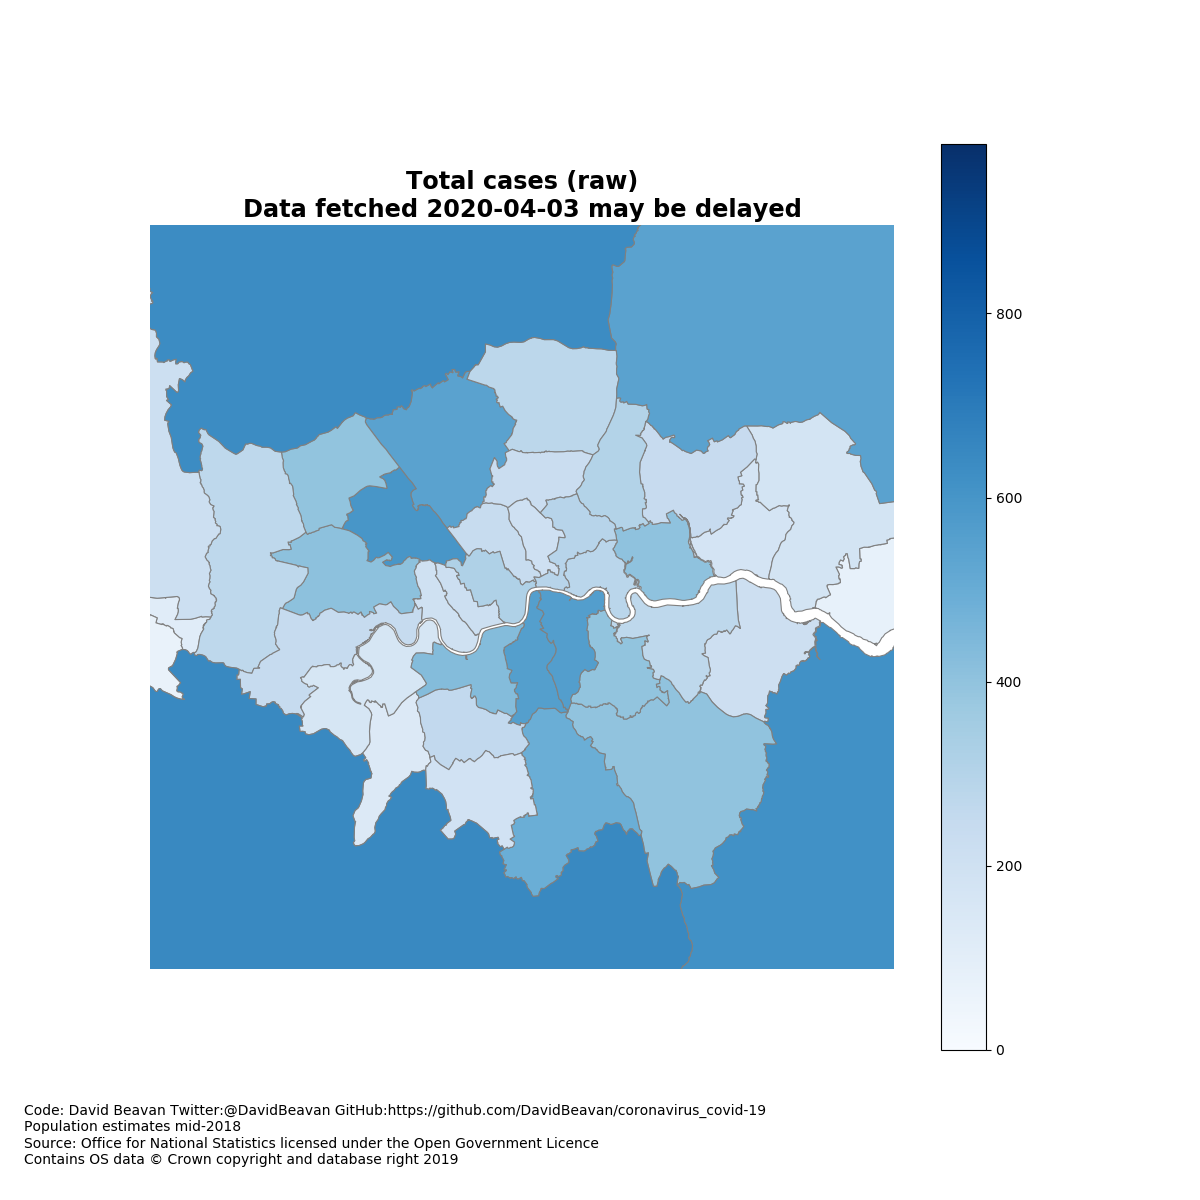 Total cases (raw)
Data fetched 2020-04-03 may be delayed
800
600
400
200
0
Code: David Beavan Twitter:@DavidBeavan GitHub:https://github.com/DavidBeavan/coronavirus_covid-19
Population estimates mid-2018
Source: Office for National Statistics licensed under the Open Government Licence
Contains OS data © Crown copyright and database right 2019